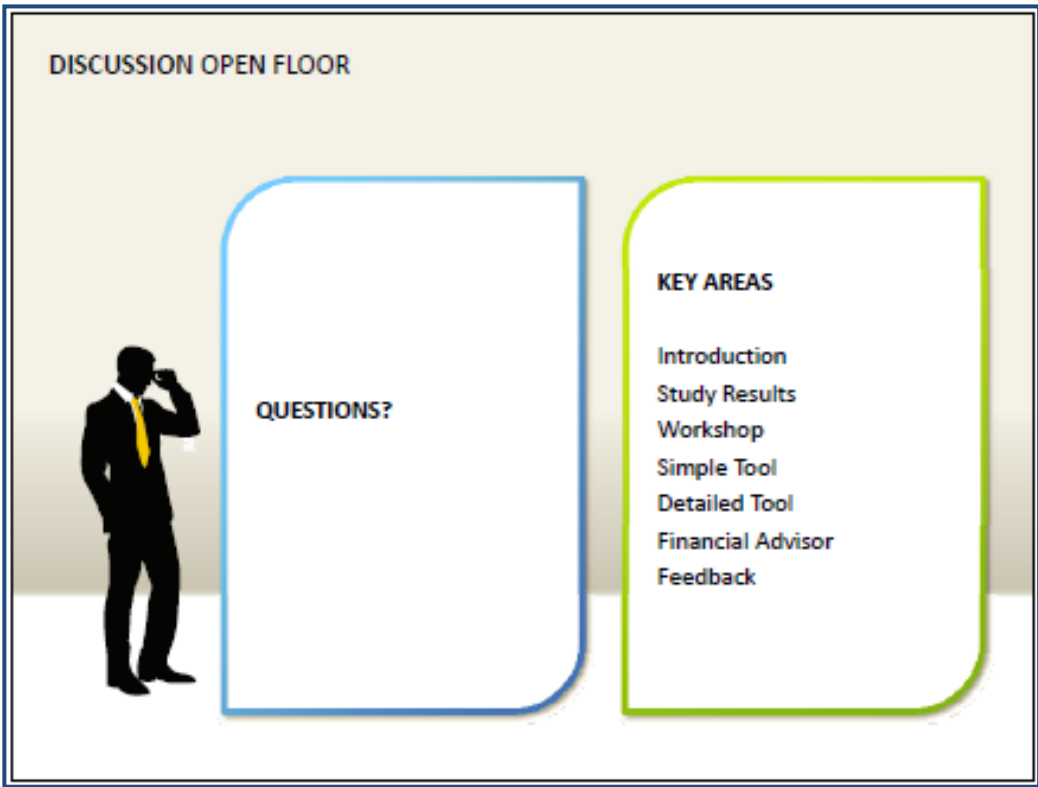 DISCUSSION OPEN FLOOR
QUESTIONS?
KEY AREAS
Introduction
Study Results
Workshop
Simple Tool
Detailed Tool
Financial Advisor
Feedback